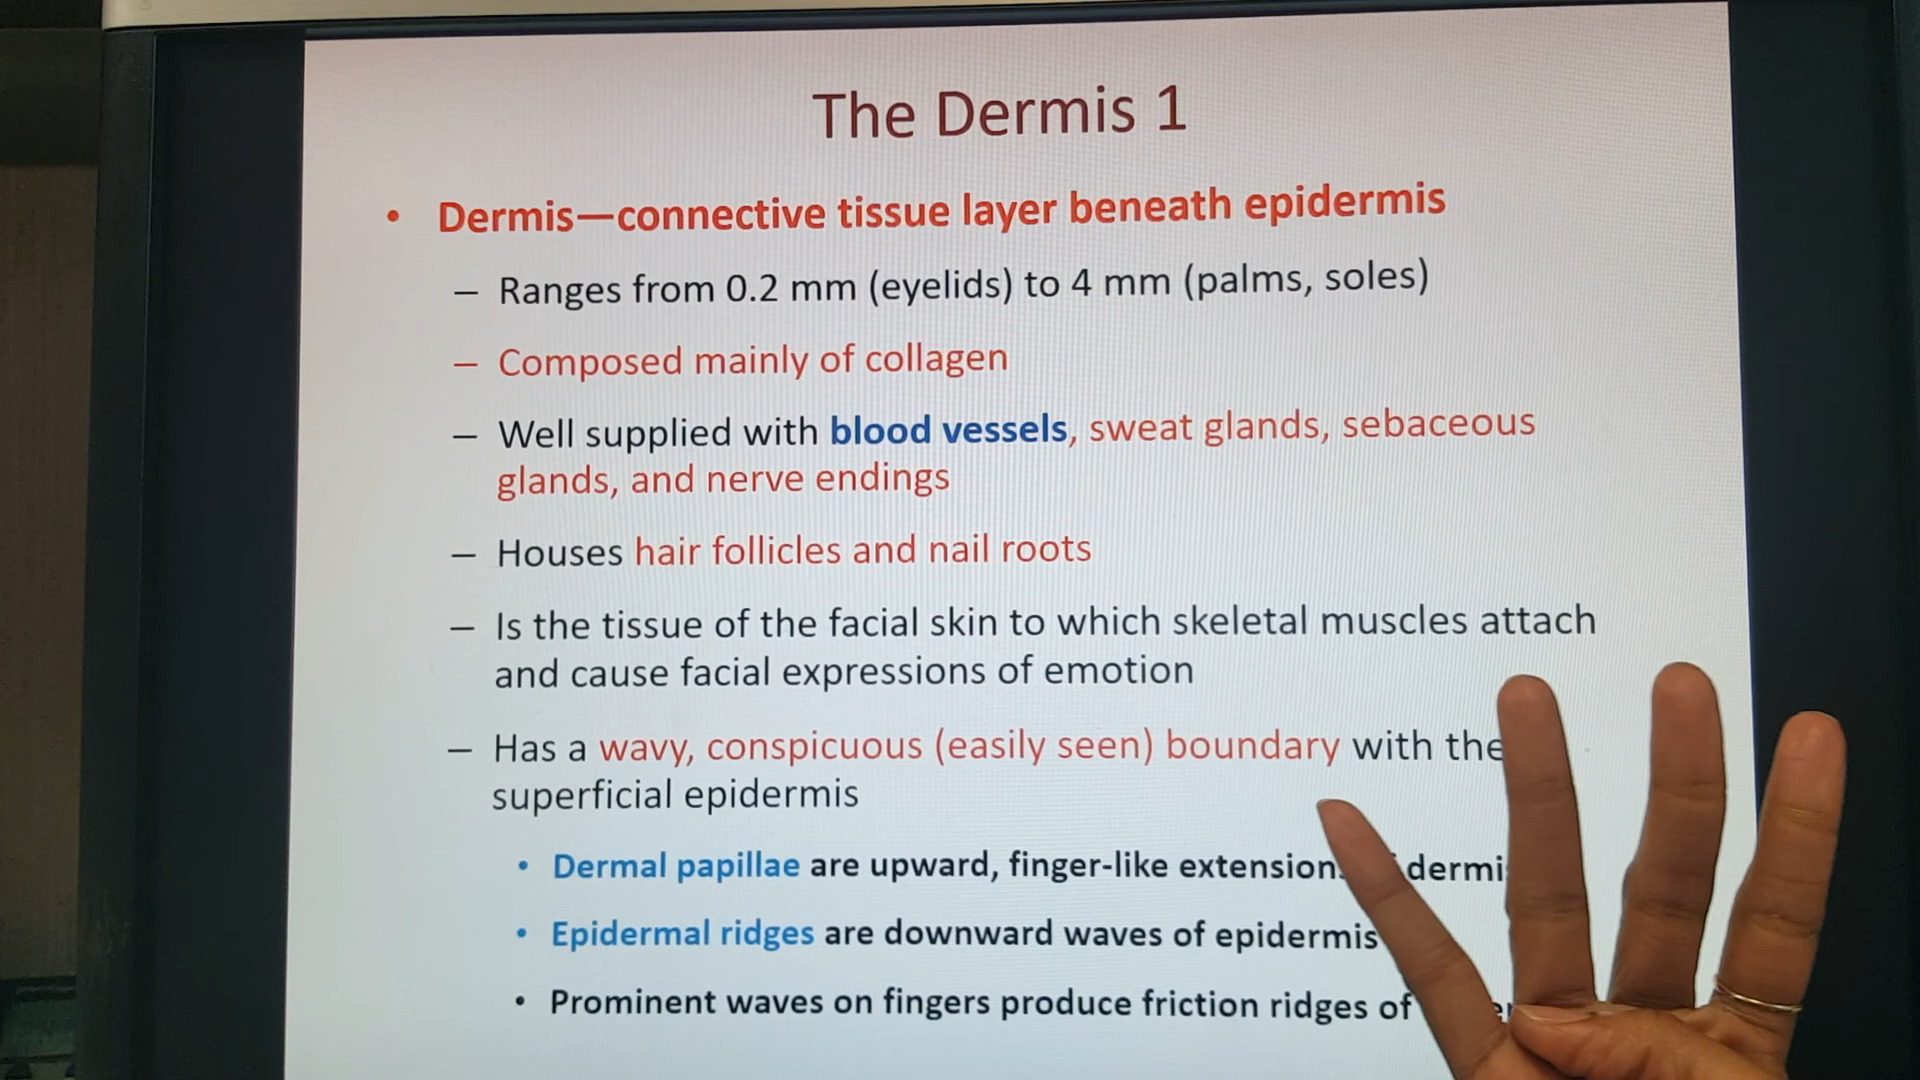 The Dermis 1
• Dermis—connective tissue layer beneath epidermis
– Ranges from 0.2 mm (eyelids) to 4 mm (palms, soles)
– Composed mainly of collagen
– Well supplied with blood vessels, sweat glands, sebaceous
glands, and nerve endings
– Houses hair follicles and nail roots
– Is the tissue of the facial skin to which skeletal muscles attach
and cause facial expressions of emotion
– Has a wavy, conspicuous (easily seen) boundary with the
superficial epidermis
• Dermal papillae are upward, finger-like
• Epidermal ridges are downward waves of epidermis
• Prominent waves on fingers produce friction ridges of